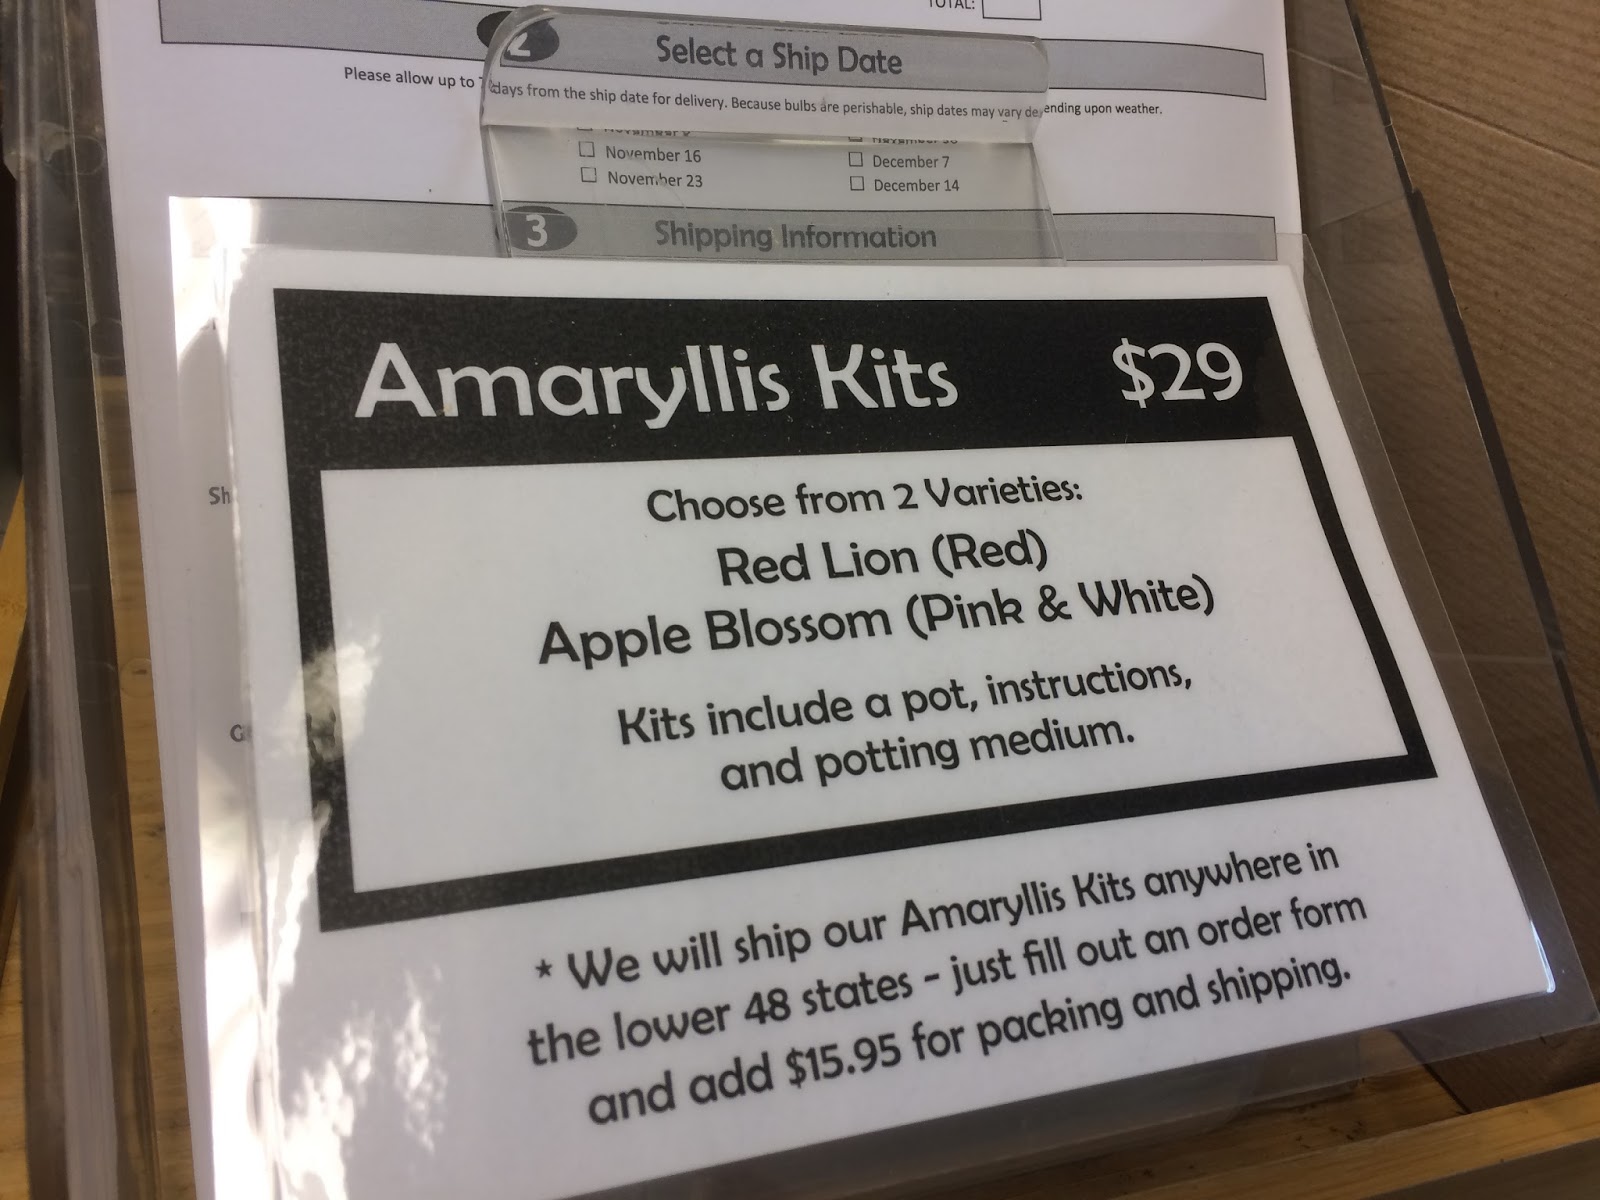 TOTAL:
2 Select a Ship Date
Please allow up to days from the ship date for delivery. Because bulbs are perishable, ship dates may vary depending upon weather.
November 16
December 7
November 23
December 14
3 Shipping Information
Amaryllis Kits $29
Choose from 2 Varieties:
Red Lion (Red)
Apple Blossom (Pink & White)
Kits include a pot, instructions,
and potting medium.
* We will ship our Amaryllis Kits anywhere in
the lower 48 states - just fill out an order form
and add $15.95 for packing and shipping.